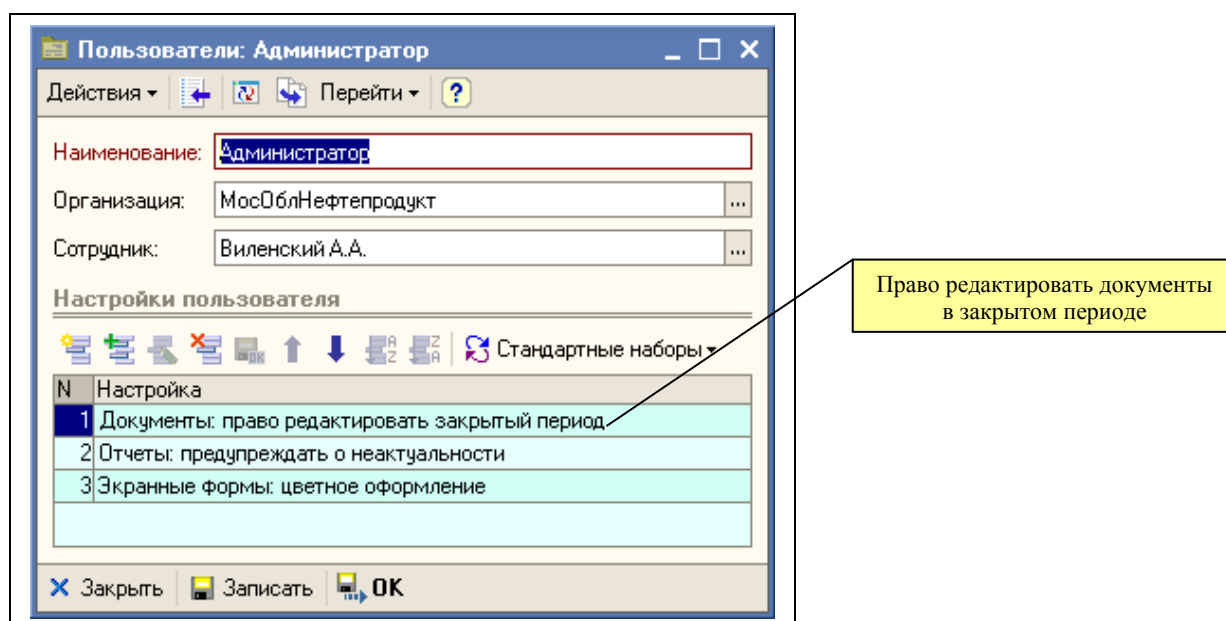 Пользователи: Администратор
Действия Перейти ?
Наименование: Администратор
Организация: МосОблНефтепродукт ...
Сотрудник: Виленский А.А. ...
Настройки пользователя
Стандартные наборы
N Настройка
1 Документы: право редактировать закрытый период
2 Отчеты: предупреждать о неактуальности
3 Экранные формы: цветное оформление
Закрыть Записать OK
Право редактировать документы
в закрытом периоде